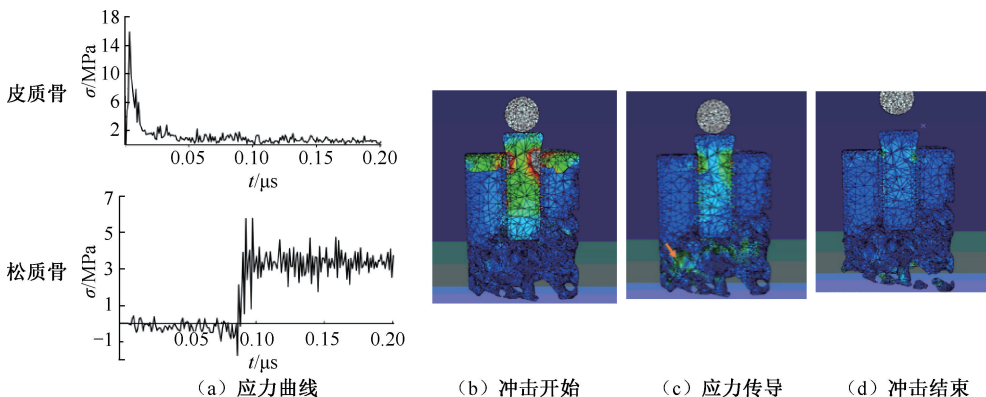 皮质骨
σ/MPa
18
14
10
6
2
0.05
0.10
0.15
0.20
t/μs
松质骨
σ/MPa
7
5
3
1
−1
0.05
0.10
0.15
0.20
t/μs
(a) 应力曲线
(b) 冲击开始
(c) 应力传导
(d) 冲击结束